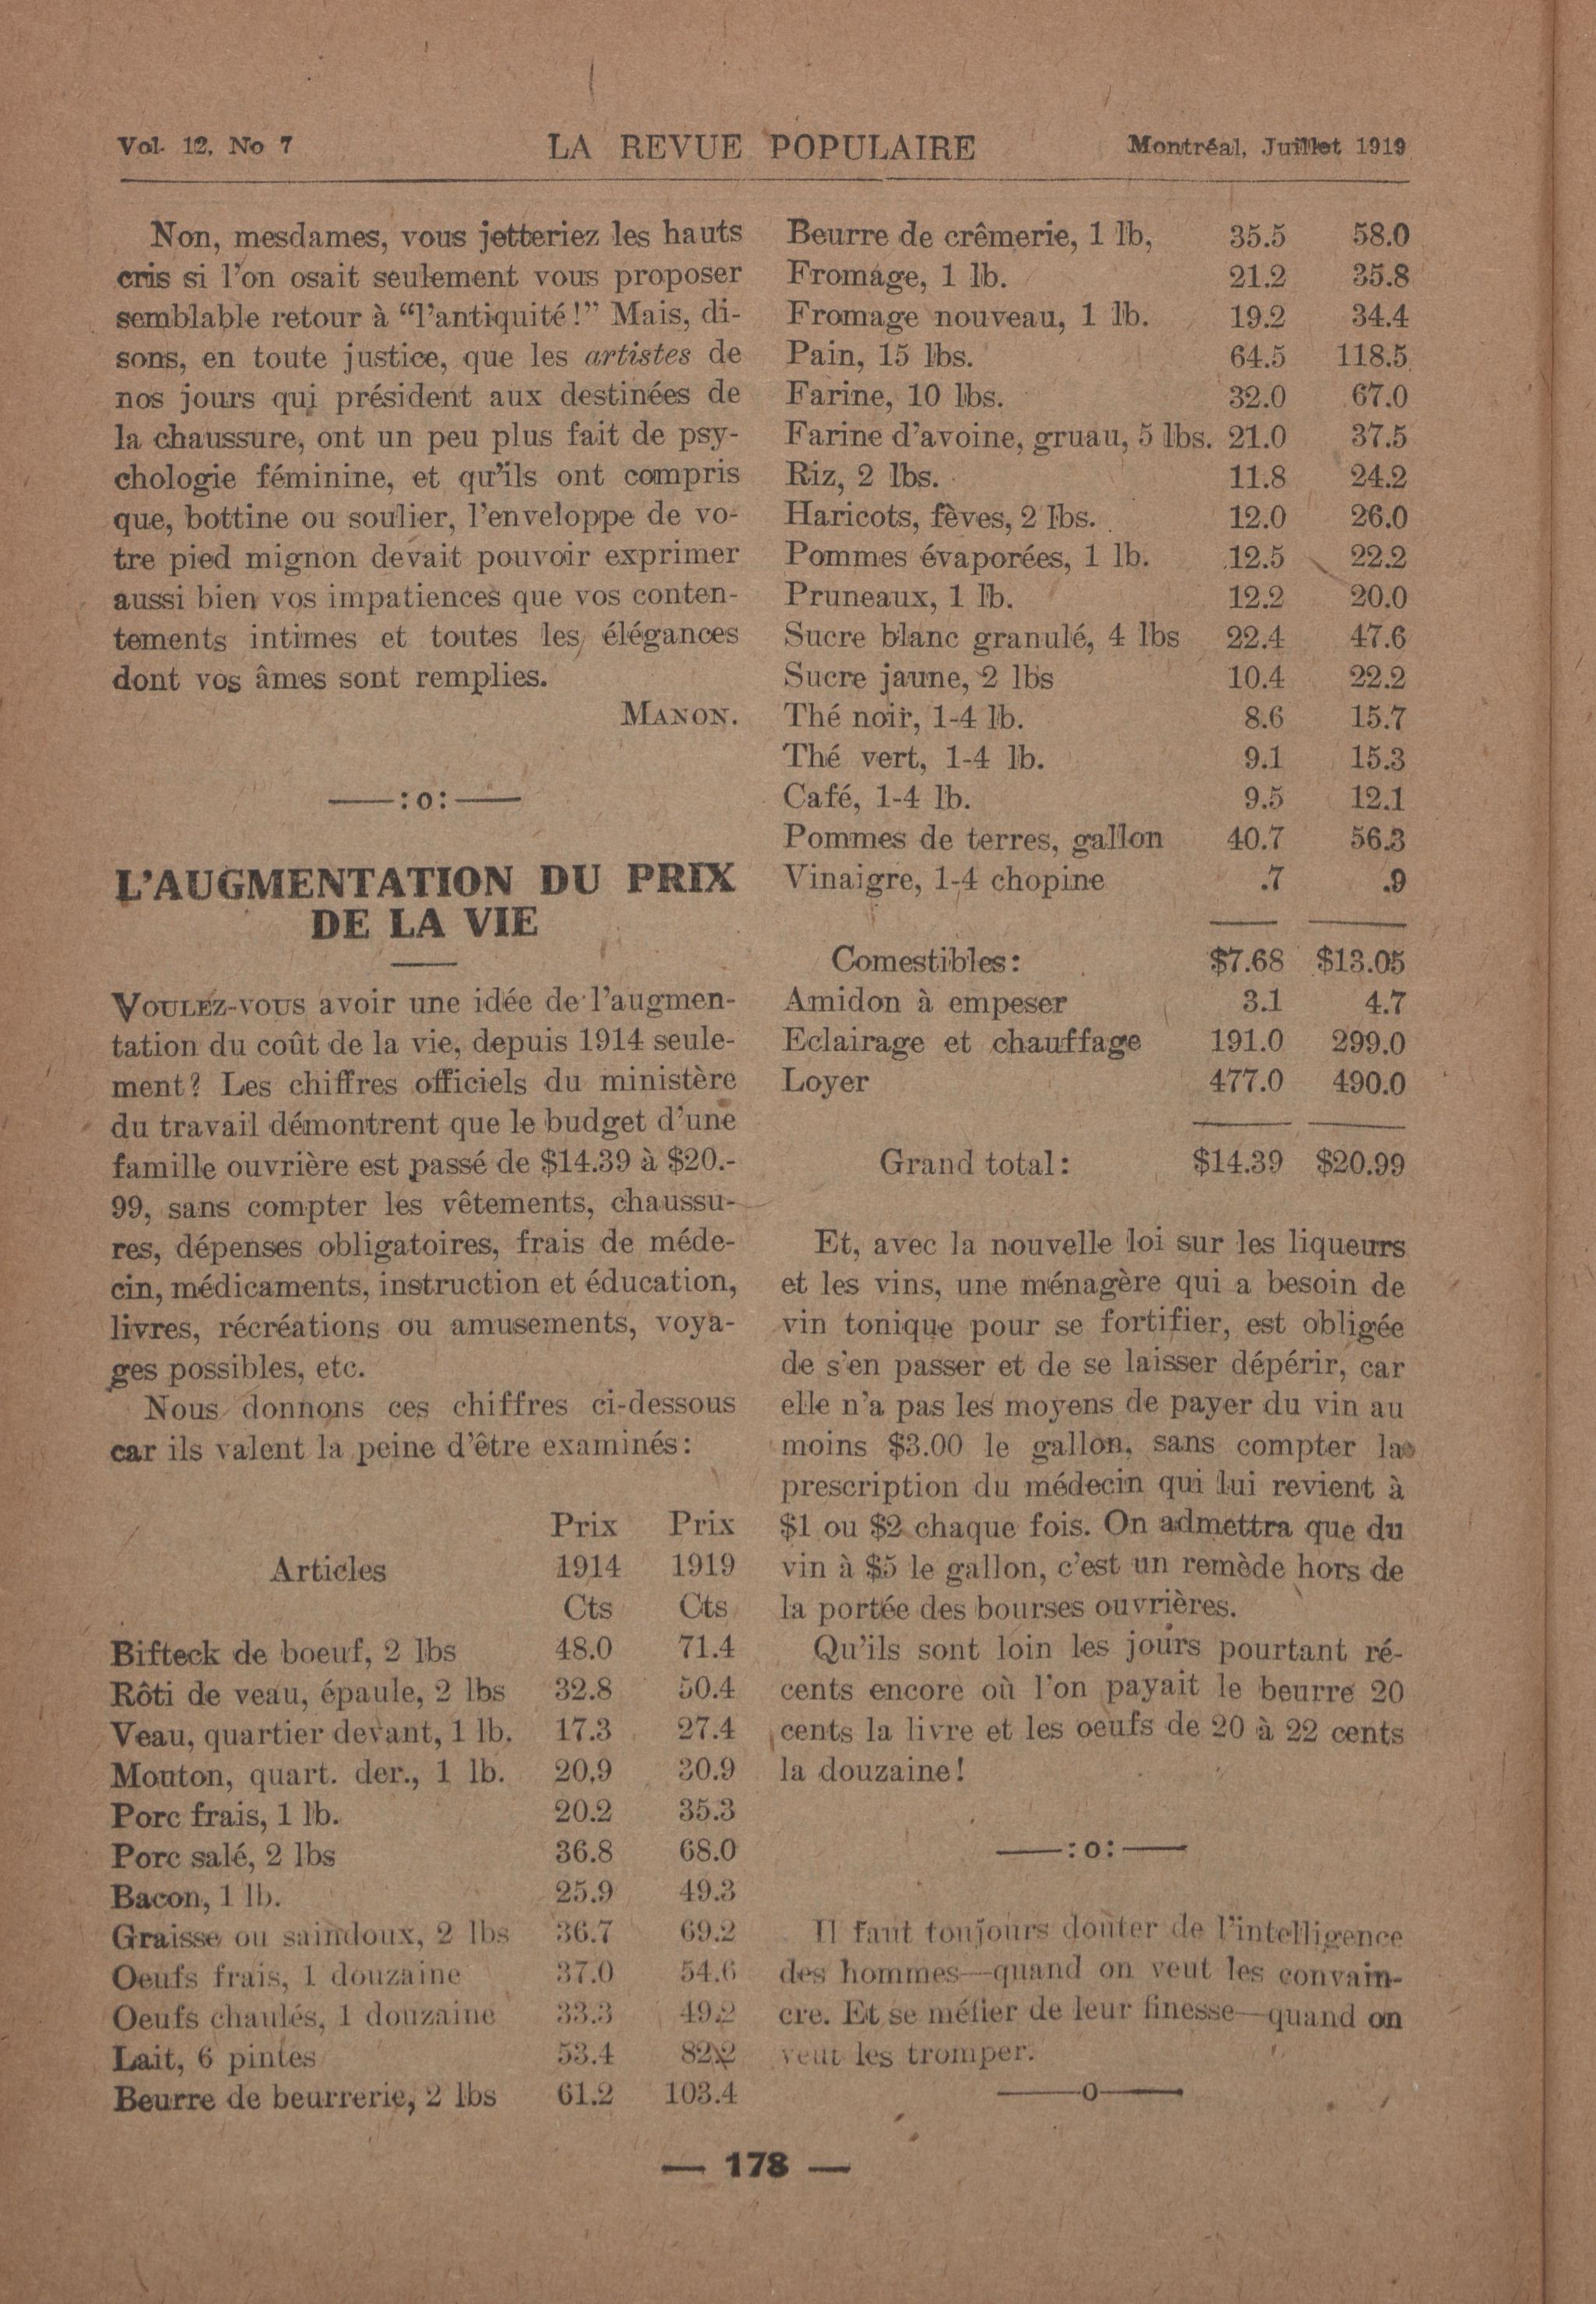 Vol. 12, No 7 LA REVUE POPULAIRE Montréal, Juillet 1919
Non, mesdames, vous jetteriez les hauts
cris si l'on osait seulement vous proposer
semblable retour à “l'antiquité!” Mais, di-
sons, en toute justice, que les artistes de
nos jours qui président aux destinées de
la chaussure, ont un peu plus fait de psy-
chologie féminine, et qu'ils ont compris
que, bottine ou soulier, l'enveloppe de vo-
tre pied mignon devait pouvoir exprimer
aussi bien vos impatiences que vos conten-
tements intimes et toutes les élégances
dont vos âmes sont remplies.
MANON.
——:o:——
L'AUGMENTATION DU PRIX
DE LA VIE
VOULEZ-VOUS avoir une idée de l'augmen-
tation du coût de la vie, depuis 1914 seule-
ment? Les chiffres officiels du ministère
du travail démontrent que le budget d'une
famille ouvrière est passé de $14.39 à $20.-
99, sans compter les vêtements, chaussu-
res, dépenses obligatoires, frais de méde-
cin, médicaments, instruction et éducation,
livres, récréations ou amusements, voya-
ges possibles, etc.
Nous donnons ces chiffres ci-dessous
car ils valent la peine d'être examinés:
Prix Prix
Articles 1914 1919
Cts Cts
Bifteck de boeuf, 2 lbs 48.0 71.4
Rôti de veau, épaule, 2 lbs 32.8 50.4
Veau, quartier devant, 1 lb. 17.3 27.4
Mouton, quart. der., 1 lb. 20.9 30.9
Porc frais, 1 lb. 20.2 35.3
Porc salé, 2 lbs 36.8 68.0
Bacon, 1 lb. 25.9 49.3
Graisse ou saindoux, 2 lbs 36.7 69.2
Oeufs frais, 1 douzaine 37.0 54.6
Oeufs chaulés, 1 douzaine 33.3 49.2
Lait, 6 pintes 53.4 82.2
Beurre de beurrerie, 2 lbs 61.2 103.4
Beurre de crêmerie, 1 lb, 35.5 58.0
Fromage, 1 lb. 21.2 35.8
Fromage nouveau, 1 lb. 19.2 34.4
Pain, 15 lbs. 64.5 118.5
Farine, 10 lbs. 32.0 67.0
Farine d'avoine, gruau, 5 lbs. 21.0 37.5
Riz, 2 lbs. 11.8 24.2
Haricots, fèves, 2 lbs. 12.0 26.0
Pommes évaporées, 1 lb. 12.5 22.2
Pruneaux, 1 lb. 12.2 20.0
Sucre blanc granulé, 4 lbs 22.4 47.6
Sucre jaune, 2 lbs 10.4 22.2
Thé noir, 1-4 lb. 8.6 15.7
Thé vert, 1-4 lb. 9.1 15.3
Café, 1-4 lb. 9.5 12.1
Pommes de terres, gallon 40.7 56.3
Vinaigre, 1-4 chopine .7 .9
Comestibles: $7.68 $13.05
Amidon à empeser 3.1 4.7
Eclairage et chauffage 191.0 299.0
Loyer 477.0 490.0
Grand total: $14.39 $20.99
Et, avec la nouvelle loi sur les liqueurs
et les vins, une ménagère qui a besoin de
vin tonique pour se fortifier, est obligée
de s'en passer et de se laisser dépérir, car
elle n'a pas les moyens de payer du vin au
moins $3.00 le gallon, sans compter la
prescription du médecin qui lui revient à
$1 ou $2 chaque fois. On admettra que du
vin à $5 le gallon, c'est un remède hors de
la portée des bourses ouvrières.
Qu'ils sont loin les jours pourtant ré-
cents encore où l'on payait le beurre 20
cents la livre et les oeufs de 20 à 22 cents
la douzaine!
——:o:——
Il faut toujours douter de l'intelligence
des hommes—quand on veut les convain-
cre. Et se méfier de leur finesse—quand on
veut les tromper.
——o——
— 178 —